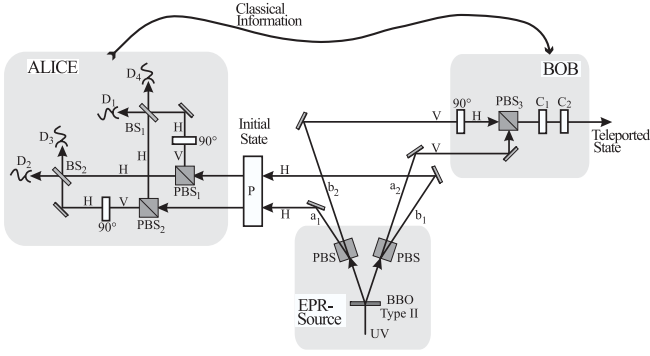 Classical
Information
ALICE
BOB
D4
D1
BS1
H
90°
V
D3
D2
BS2
H
H
H
V
90°
PBS1
PBS2
Initial
State
P
H
H
a1
b2
a2
b1
V
V
90°
H
PBS3
C1
C2
Teleported
State
PBS
PBS
EPR-
Source
BBO
Type II
UV